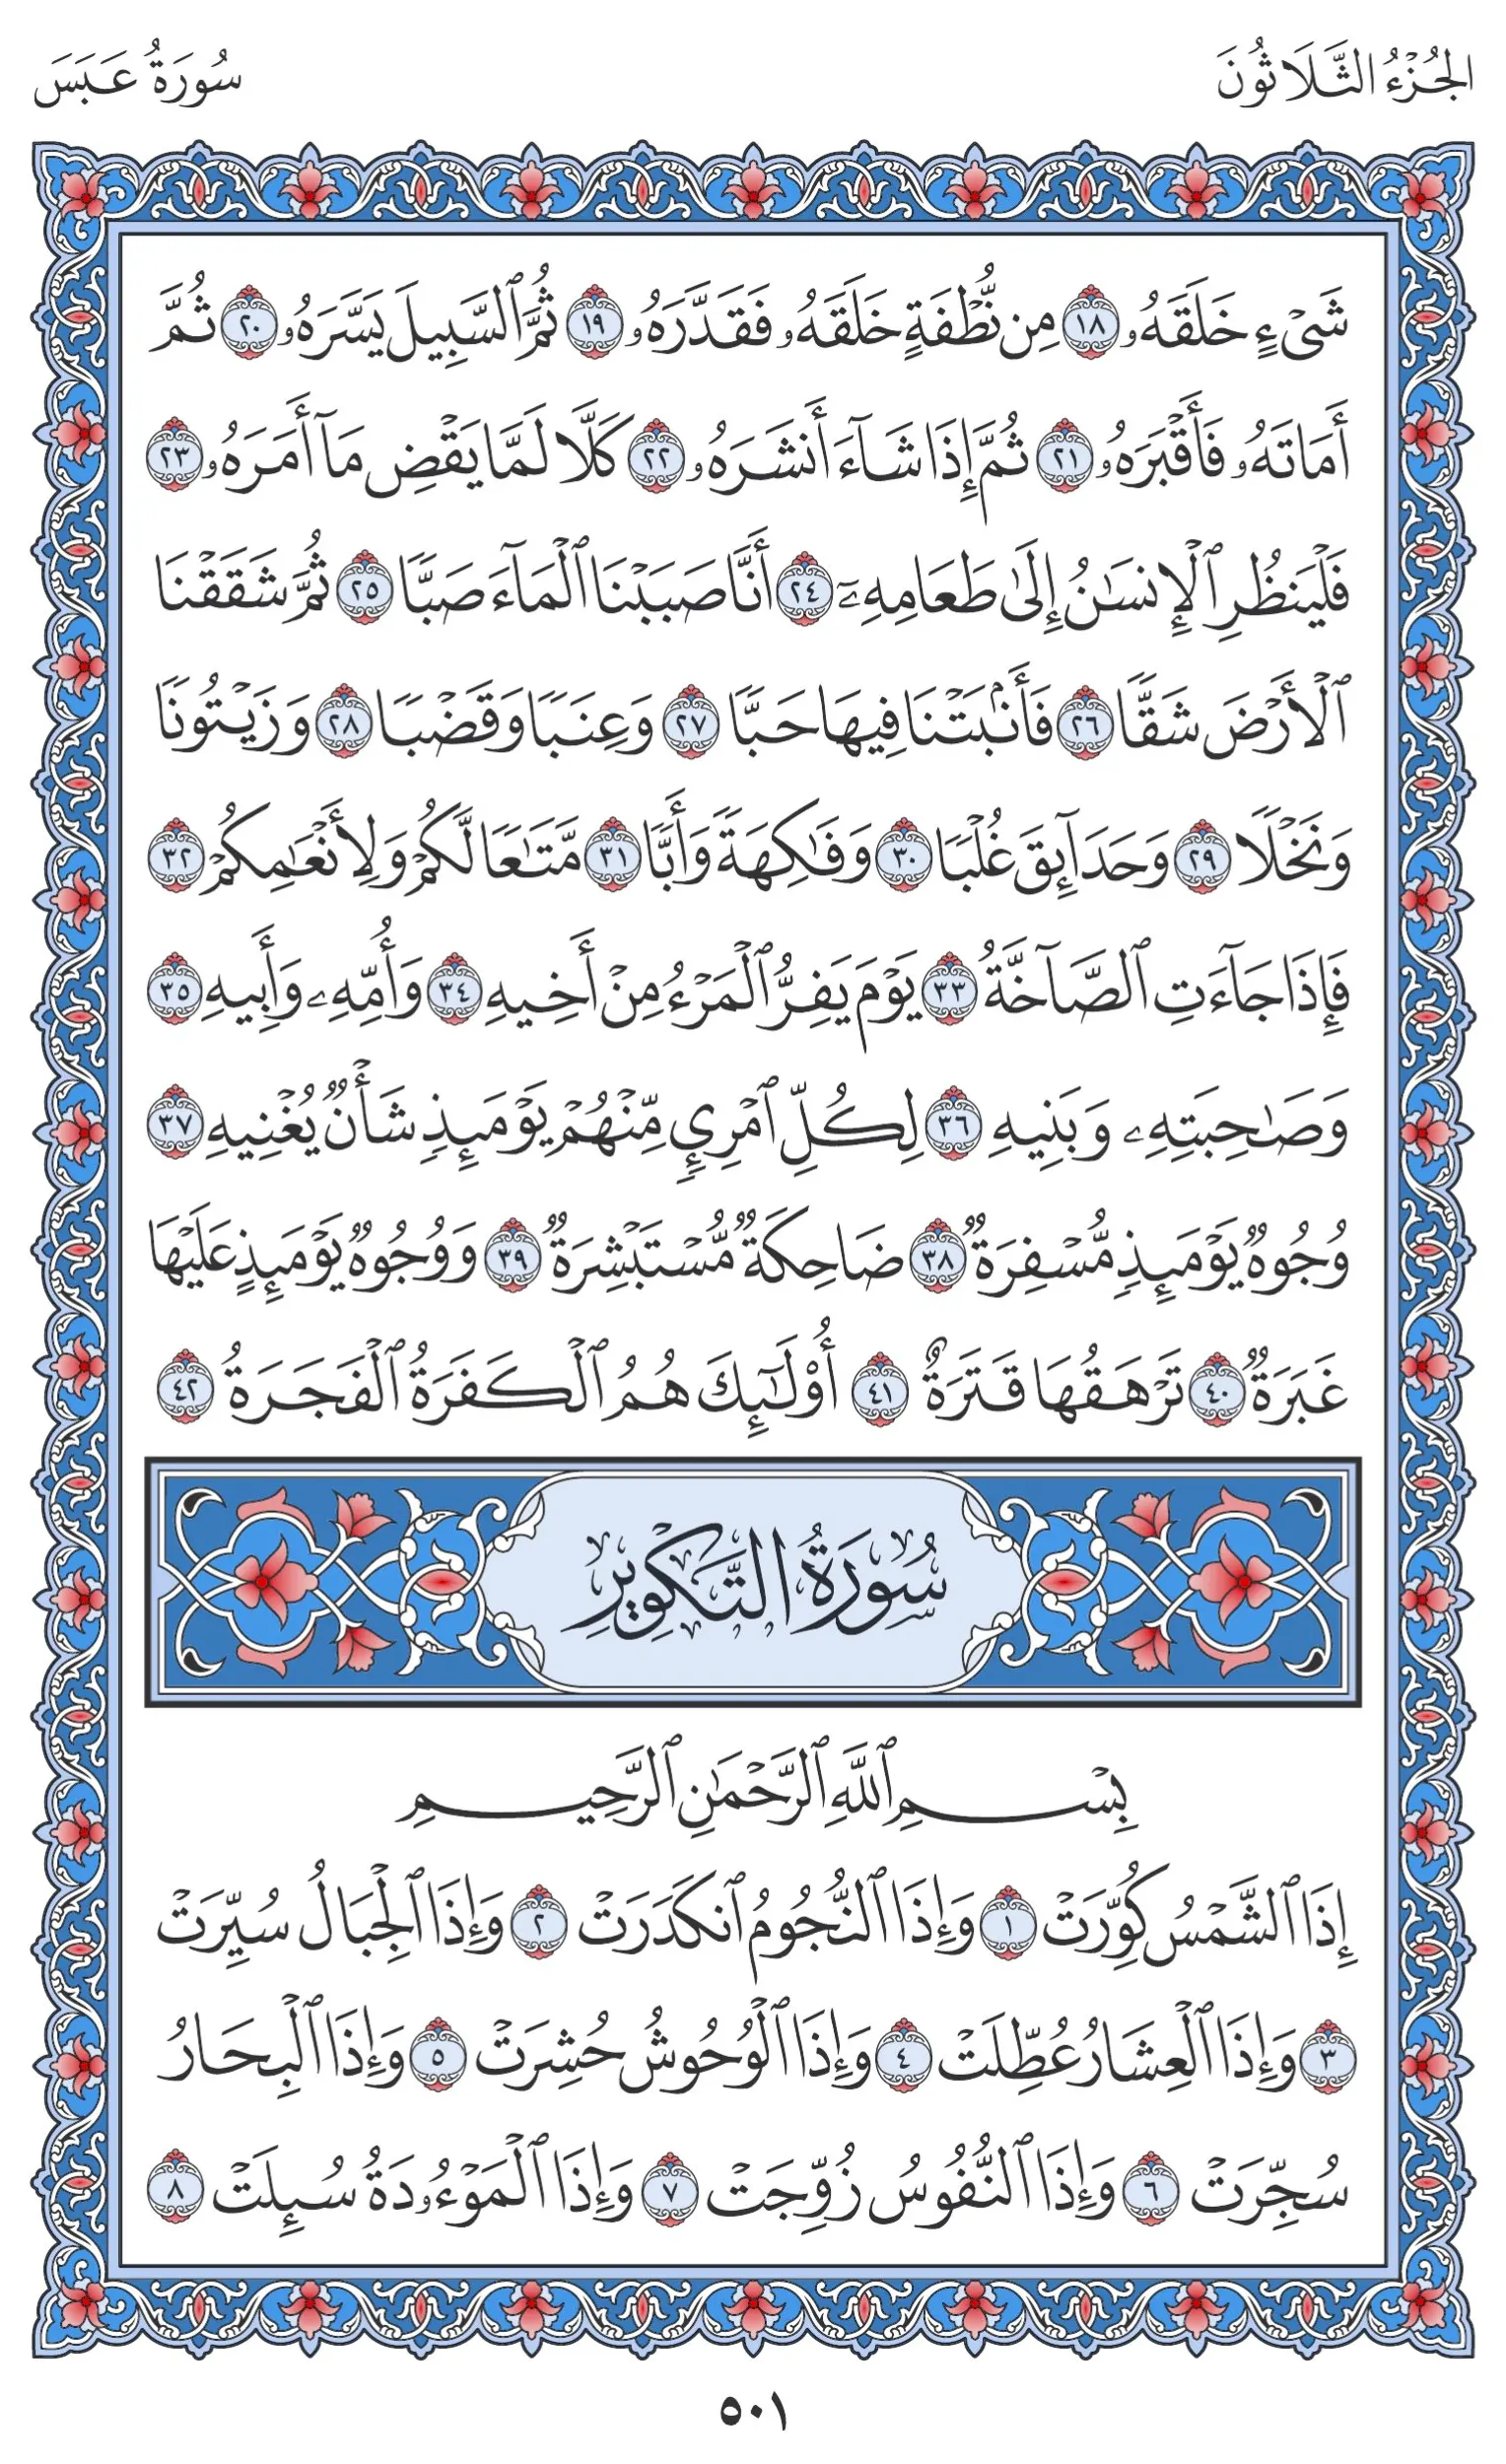 الجُزْءُ الثَّلَاثُونَ
سُورَةُ عَبَسَ
شَىْءٍ خَلَقَهُۥ ١٨ مِن نُّطْفَةٍ خَلَقَهُۥ فَقَدَّرَهُۥ ١٩ ثُمَّ ٱلسَّبِيلَ يَسَّرَهُۥ ٢٠ ثُمَّ
أَمَاتَهُۥ فَأَقْبَرَهُۥ ٢١ ثُمَّ إِذَا شَآءَ أَنشَرَهُۥ ٢٢ كَلَّا لَمَّا يَقْضِ مَآ أَمَرَهُۥ ٢٣
فَلْيَنظُرِ ٱلْإِنسَٰنُ إِلَىٰ طَعَامِهِۦٓ ٢٤ أَنَّا صَبَبْنَا ٱلْمَآءَ صَبًّا ٢٥ ثُمَّ شَقَقْنَا
ٱلْأَرْضَ شَقًّا ٢٦ فَأَنۢبَتْنَا فِيهَا حَبًّا ٢٧ وَعِنَبًا وَقَضْبًا ٢٨ وَزَيْتُونًا
وَنَخْلًا ٢٩ وَحَدَآئِقَ غُلْبًا ٣٠ وَفَٰكِهَةً وَأَبًّا ٣١ مَّتَٰعًا لَّكُمْ وَلِأَنْعَٰمِكُمْ ٣٢
فَإِذَا جَآءَتِ ٱلصَّآخَّةُ ٣٣ يَوْمَ يَفِرُّ ٱلْمَرْءُ مِنْ أَخِيهِ ٣٤ وَأُمِّهِۦ وَأَبِيهِ ٣٥
وَصَٰحِبَتِهِۦ وَبَنِيهِ ٣٦ لِكُلِّ ٱمْرِئٍ مِّنْهُمْ يَوْمَئِذٍ شَأْنٌ يُغْنِيهِ ٣٧
وُجُوهٌ يَوْمَئِذٍ مُّسْفِرَةٌ ٣٨ ضَاحِكَةٌ مُّسْتَبْشِرَةٌ ٣٩ وَوُجُوهٌ يَوْمَئِذٍ عَلَيْهَا
غَبَرَةٌ ٤٠ تَرْهَقُهَا قَتَرَةٌ ٤١ أُو۟لَٰٓئِكَ هُمُ ٱلْكَفَرَةُ ٱلْفَجَرَةُ ٤٢
سُورَةُ التَّكْوِيرِ
بِسْمِ ٱللَّهِ ٱلرَّحْمَٰنِ ٱلرَّحِيمِ
إِذَا ٱلشَّمْسُ كُوِّرَتْ ١ وَإِذَا ٱلنُّجُومُ ٱنكَدَرَتْ ٢ وَإِذَا ٱلْجِبَالُ سُيِّرَتْ
٣ وَإِذَا ٱلْعِشَارُ عُطِّلَتْ ٤ وَإِذَا ٱلْوُحُوشُ حُشِرَتْ ٥ وَإِذَا ٱلْبِحَارُ
سُجِّرَتْ ٦ وَإِذَا ٱلنُّفُوسُ زُوِّجَتْ ٧ وَإِذَا ٱلْمَوْءُۥدَةُ سُئِلَتْ ٨
٥٠١